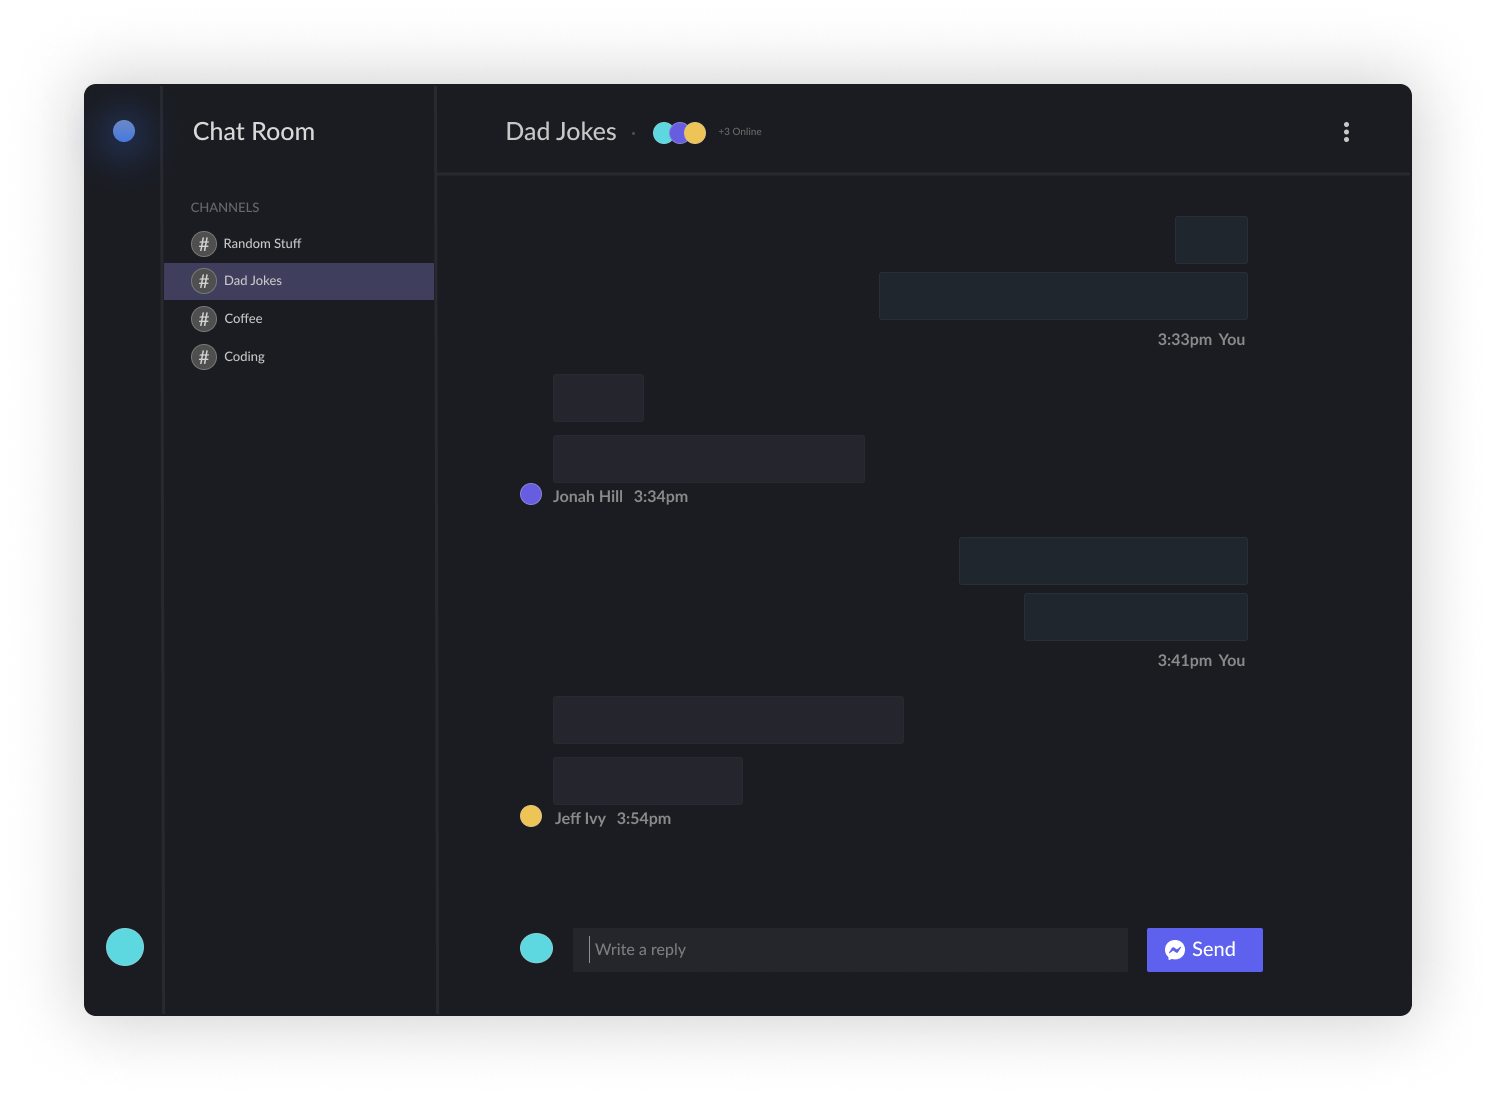 Chat Room
CHANNELS
# Random Stuff
# Dad Jokes
# Coffee
# Coding
Dad Jokes · +3 Online
3:33pm You
Jonah Hill 3:34pm
3:41pm You
Jeff Ivy 3:54pm
Write a reply
Send